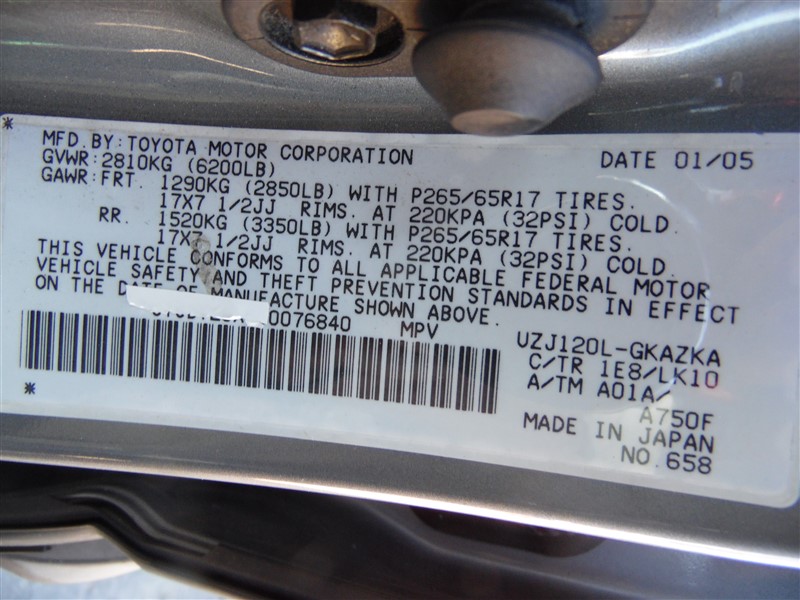 MFD. BY: TOYOTA MOTOR CORPORATION DATE 01/05
GVWR: 2810KG (6200LB)
GAWR: FRT. 1290KG (2850LB) WITH P265/65R17 TIRES.
17X7 1/2JJ RIMS. AT 220KPA (32PSI) COLD.
RR. 1520KG (3350LB) WITH P265/65R17 TIRES.
17X7 1/2JJ RIMS. AT 220KPA (32PSI) COLD.
THIS VEHICLE CONFORMS TO ALL APPLICABLE FEDERAL MOTOR
VEHICLE SAFETY AND THEFT PREVENTION STANDARDS IN EFFECT
ON THE DATE OF MANUFACTURE SHOWN ABOVE.
0076840 MPV
UZJ120L-GKAZKA
C/TR 1E8/LK10
A/TM A01A/
A750F
MADE IN JAPAN
NO.658